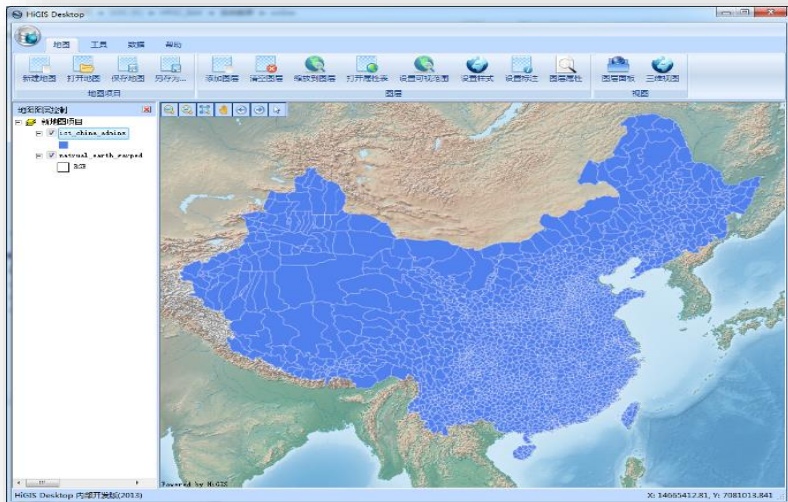 HiGIS Desktop
地图 工具 数据 帮助
新建地图 打开地图 保存地图 另存为... 添加图层 清空图层 缩放到图层 打开属性表 设置可视范围 设置样式 设置标注 图层属性 图层面板 三维视图
地图项目 图层 视图
地图图层控制
新地图项目
ict_china_admins
natrual_earth_warped
RGB
Powered by HiGIS
HiGIS Desktop 内部开发版(2013) X: 14665412.81, Y: 7081013.841